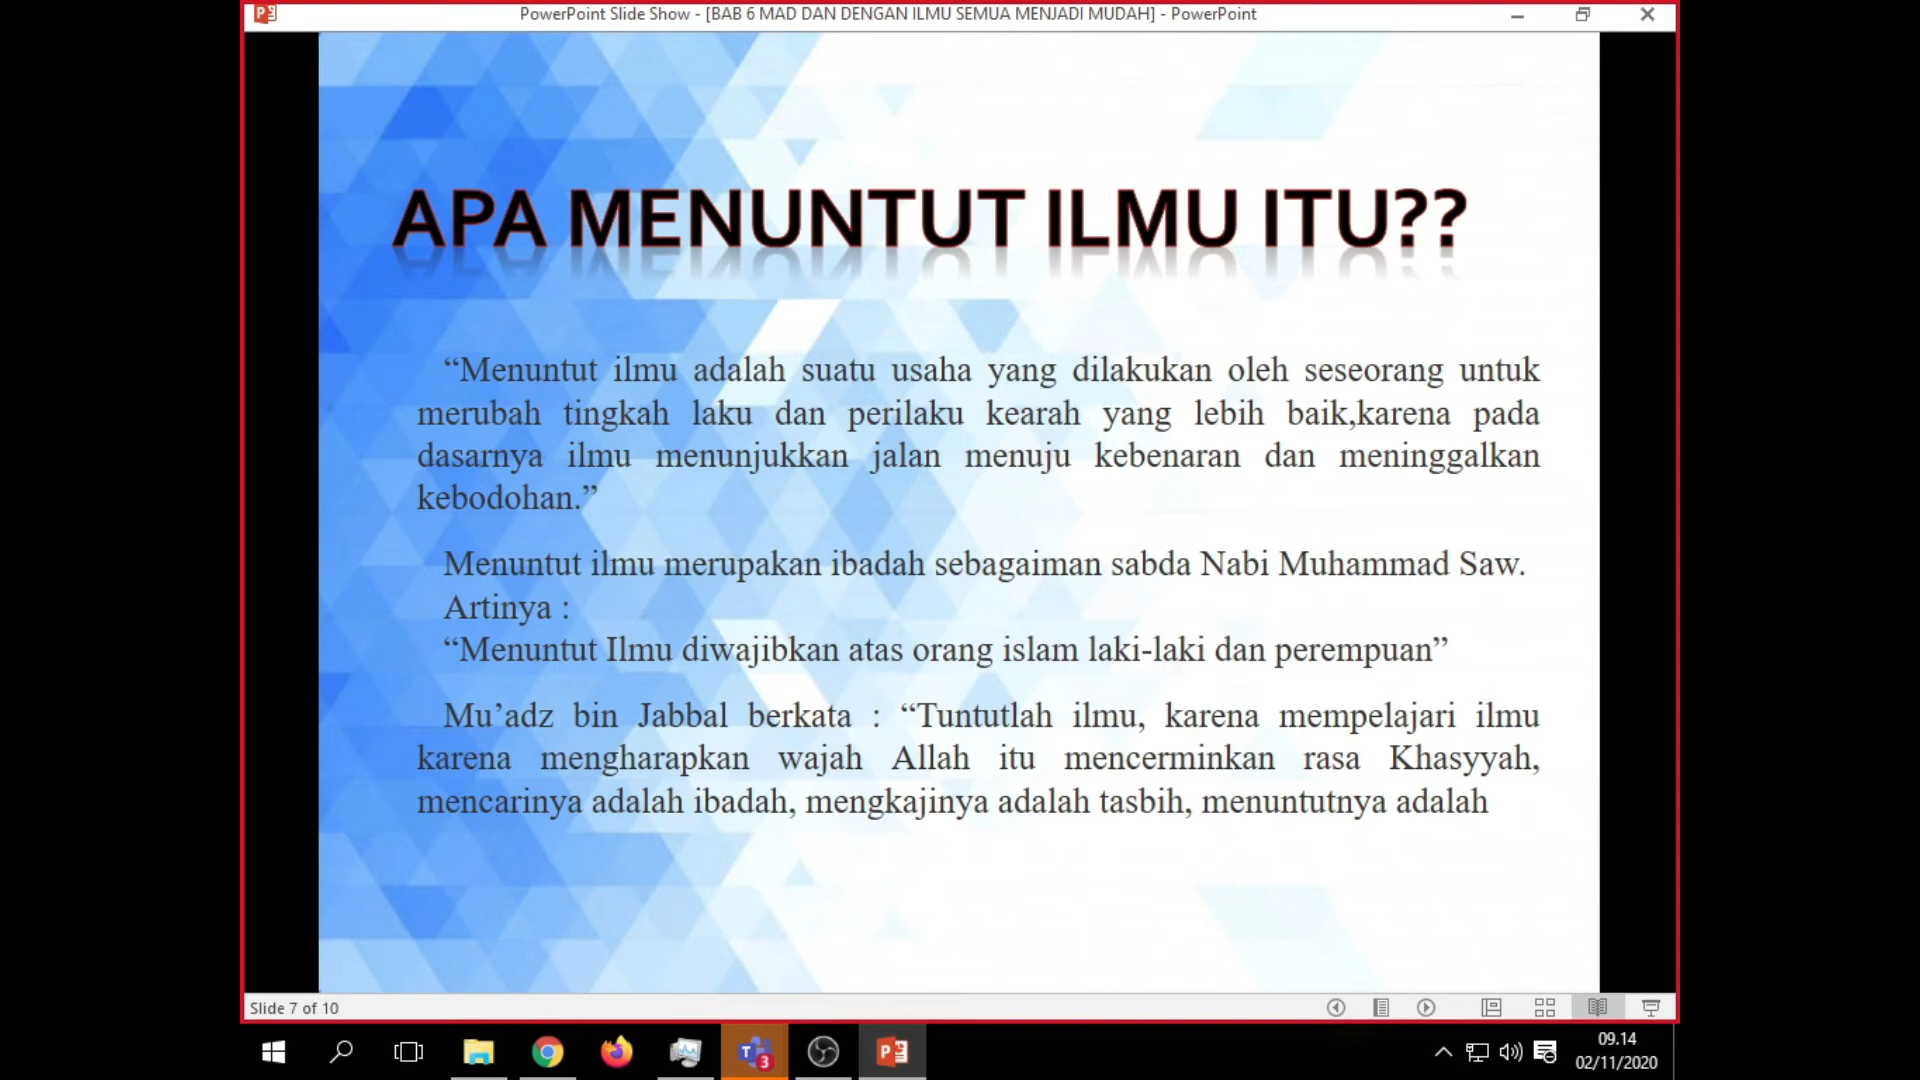 PowerPoint Slide Show - [BAB 6 MAD DAN DENGAN ILMU SEMUA MENJADI MUDAH] - PowerPoint
APA MENUNTUT ILMU ITU??
“Menuntut ilmu adalah suatu usaha yang dilakukan oleh seseorang untuk
merubah tingkah laku dan perilaku kearah yang lebih baik,karena pada
dasarnya ilmu menunjukkan jalan menuju kebenaran dan meninggalkan
kebodohan.”
Menuntut ilmu merupakan ibadah sebagaiman sabda Nabi Muhammad Saw.
Artinya :
“Menuntut Ilmu diwajibkan atas orang islam laki-laki dan perempuan”
Mu’adz bin Jabbal berkata : “Tuntutlah ilmu, karena mempelajari ilmu
karena mengharapkan wajah Allah itu mencerminkan rasa Khasyyah,
mencarinya adalah ibadah, mengkajinya adalah tasbih, menuntutnya adalah
Slide 7 of 10
3
09.14
02/11/2020